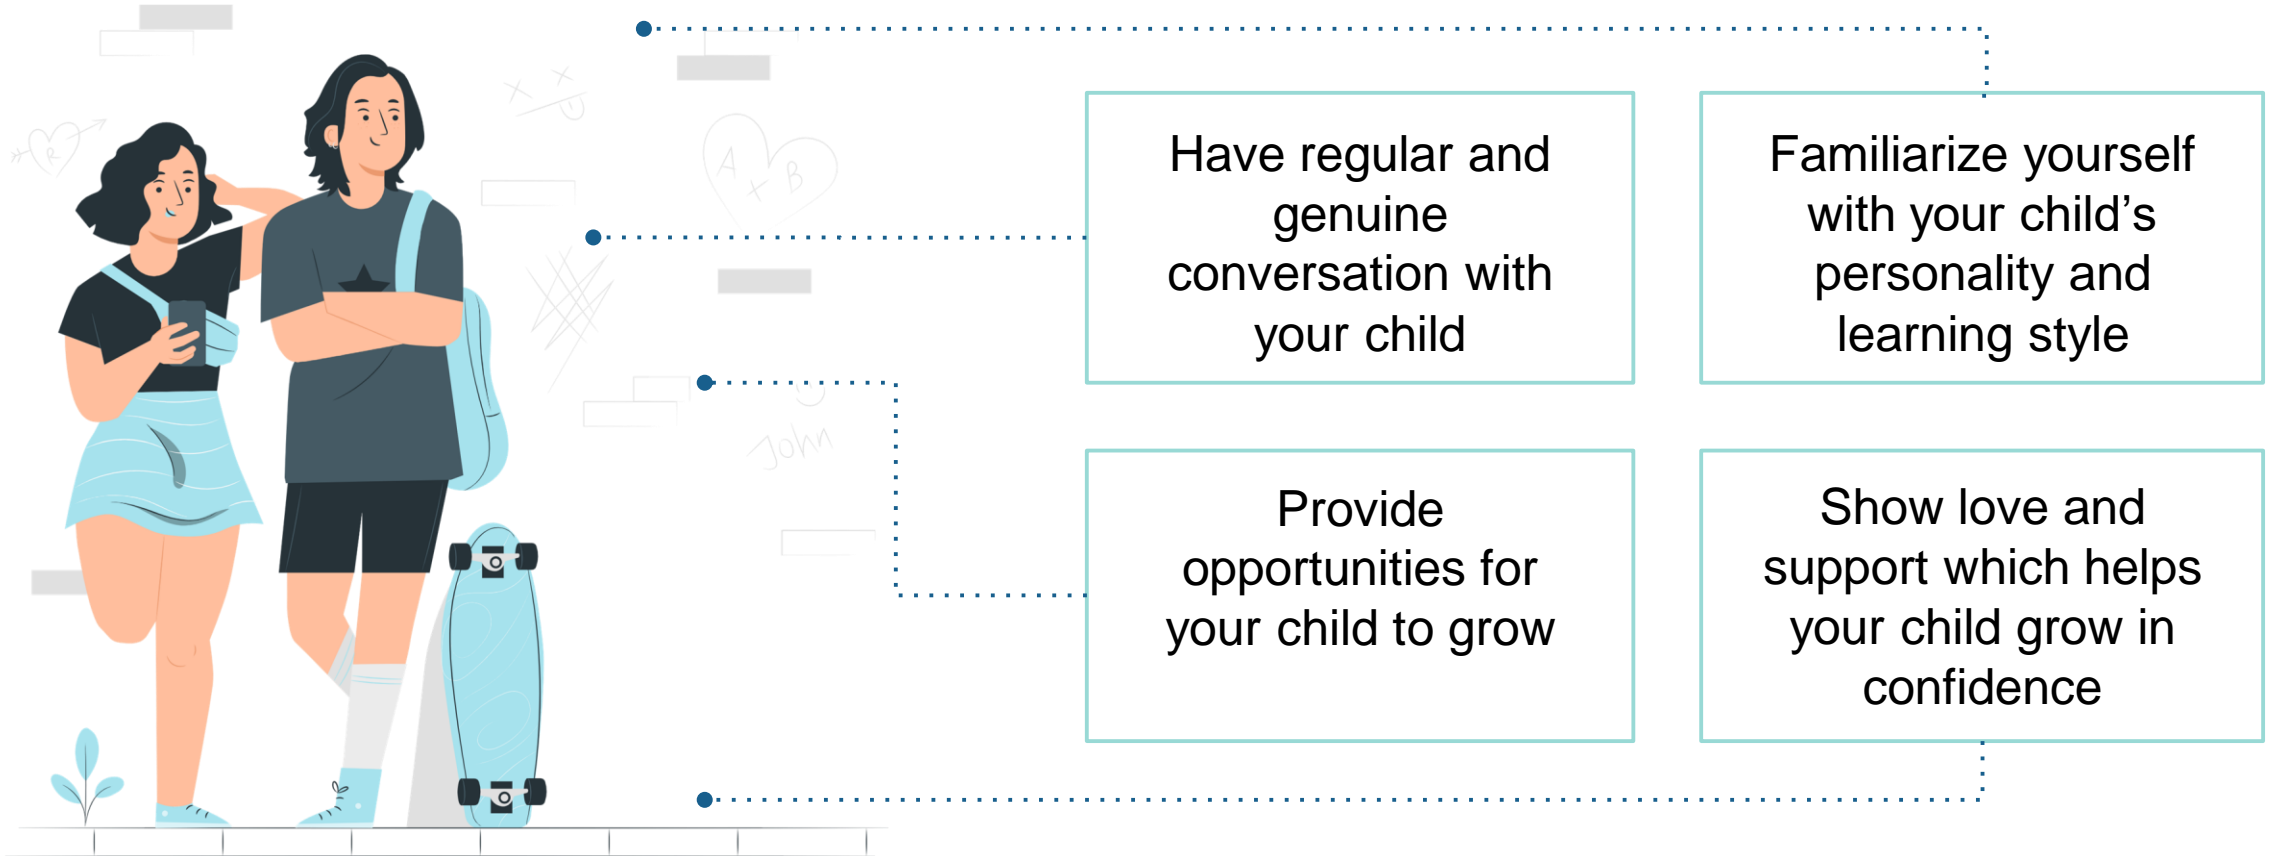 R
A + B
John
Have regular and
genuine
conversation with
your child
Familiarize yourself
with your child’s
personality and
learning style
Provide
opportunities for
your child to grow
Show love and
support which helps
your child grow in
confidence